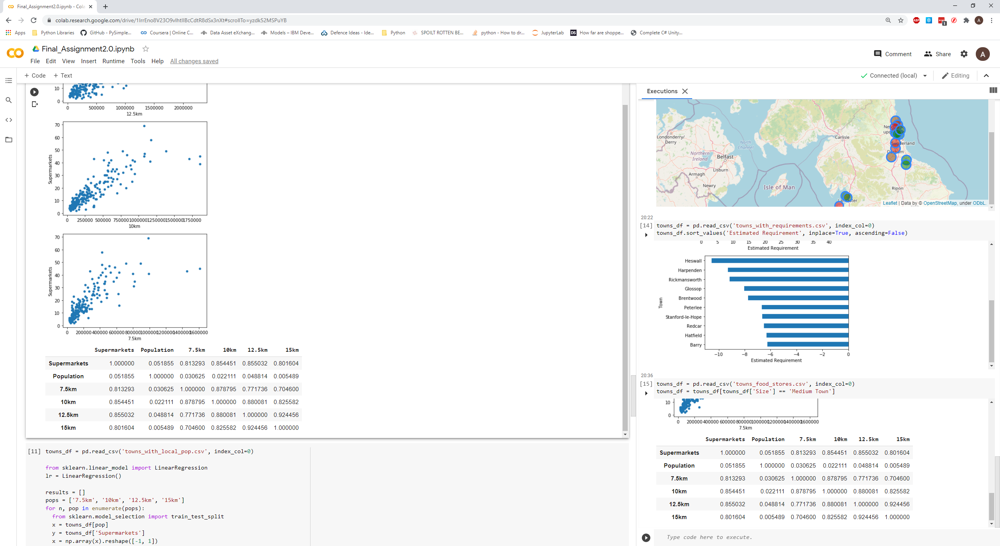 Final_Assignment2.0.ipynb - Cola
colab.research.google.com/drive/1IrrEno8V23O9vlhtIIBcCdtR8dSx3nXt#scrollTo=yzdk52MSPuYB
ABP
1
A
Apps
Python Libraries
GitHub - PySimple...
Coursera | Online C...
Data Asset eXchang...
Models – IBM Deve...
Defence Ideas - Ide...
Python
SPOILT ROTTEN BE...
python - How to dr...
JupyterLab
DS
How far are shoppe...
Complete C# Unity...
Final_Assignment2.0.ipynb
File Edit View Insert Runtime Tools Help All changes saved
Comment
Share
A
+ Code + Text
Connected (local)
Editing
10
0
0 500000 1000000 1500000 2000000
12.5km
70
60
50
40
30
20
10
0
Supermarkets
0 250000 500000 750000 1000000 1250000 1500000 1750000
10km
70
60
50
40
30
20
10
0
Supermarkets
0 200000 400000 600000 800000 1000000 1200000 1400000 1600000
7.5km
Supermarkets Population 7.5km 10km 12.5km 15km
Supermarkets 1.000000 0.051855 0.813293 0.854451 0.855032 0.801604
Population 0.051855 1.000000 0.030625 0.022111 0.048814 0.005489
7.5km 0.813293 0.030625 1.000000 0.878795 0.771736 0.704600
10km 0.854451 0.022111 0.878795 1.000000 0.880081 0.825582
12.5km 0.855032 0.048814 0.771736 0.880081 1.000000 0.924456
15km 0.801604 0.005489 0.704600 0.825582 0.924456 1.000000
[11] towns_df = pd.read_csv('towns_with_local_pop.csv', index_col=0)
from sklearn.linear_model import LinearRegression
lr = LinearRegression()
results = []
pops = ['7.5km', '10km', '12.5km', '15km']
for n, pop in enumerate(pops):
from sklearn.model_selection import train_test_split
x = towns_df[pop]
y = towns_df['Supermarkets']
x = np.array(x).reshape([-1, 1])
Executions
Londonderry/
Derry
North
Channel
Northern
Ireland
Belfast
Lisburn
Armagh
Newry
Isle of Man
Carlisle
Ripon
Leaflet | Data by © OpenStreetMap, under ODbL.
20:22
[14] towns_df = pd.read_csv('towns_with_requirements.csv', index_col=0)
towns_df.sort_values('Estimated Requirement', inplace=True, ascending=False)
0 5 10 15 20 25 30 35 40
Estimated Requirement
Heswall
Harpenden
Rickmansworth
Glossop
Brentwood
Peterlee
Stanford-le-Hope
Redcar
Hatfield
Barry
Town
−10 −8 −6 −4 −2 0
Estimated Requirement
20:36
[15] towns_df = pd.read_csv('towns_food_stores.csv', index_col=0)
towns_df = towns_df[towns_df['Size'] == 'Medium Town']
10
0
0 200000 400000 600000 800000 1000000 1200000 1400000 1600000
7.5km
Supermarkets Population 7.5km 10km 12.5km 15km
Supermarkets 1.000000 0.051855 0.813293 0.854451 0.855032 0.801604
Population 0.051855 1.000000 0.030625 0.022111 0.048814 0.005489
7.5km 0.813293 0.030625 1.000000 0.878795 0.771736 0.704600
10km 0.854451 0.022111 0.878795 1.000000 0.880081 0.825582
12.5km 0.855032 0.048814 0.771736 0.880081 1.000000 0.924456
15km 0.801604 0.005489 0.704600 0.825582 0.924456 1.000000
Type code here to execute.